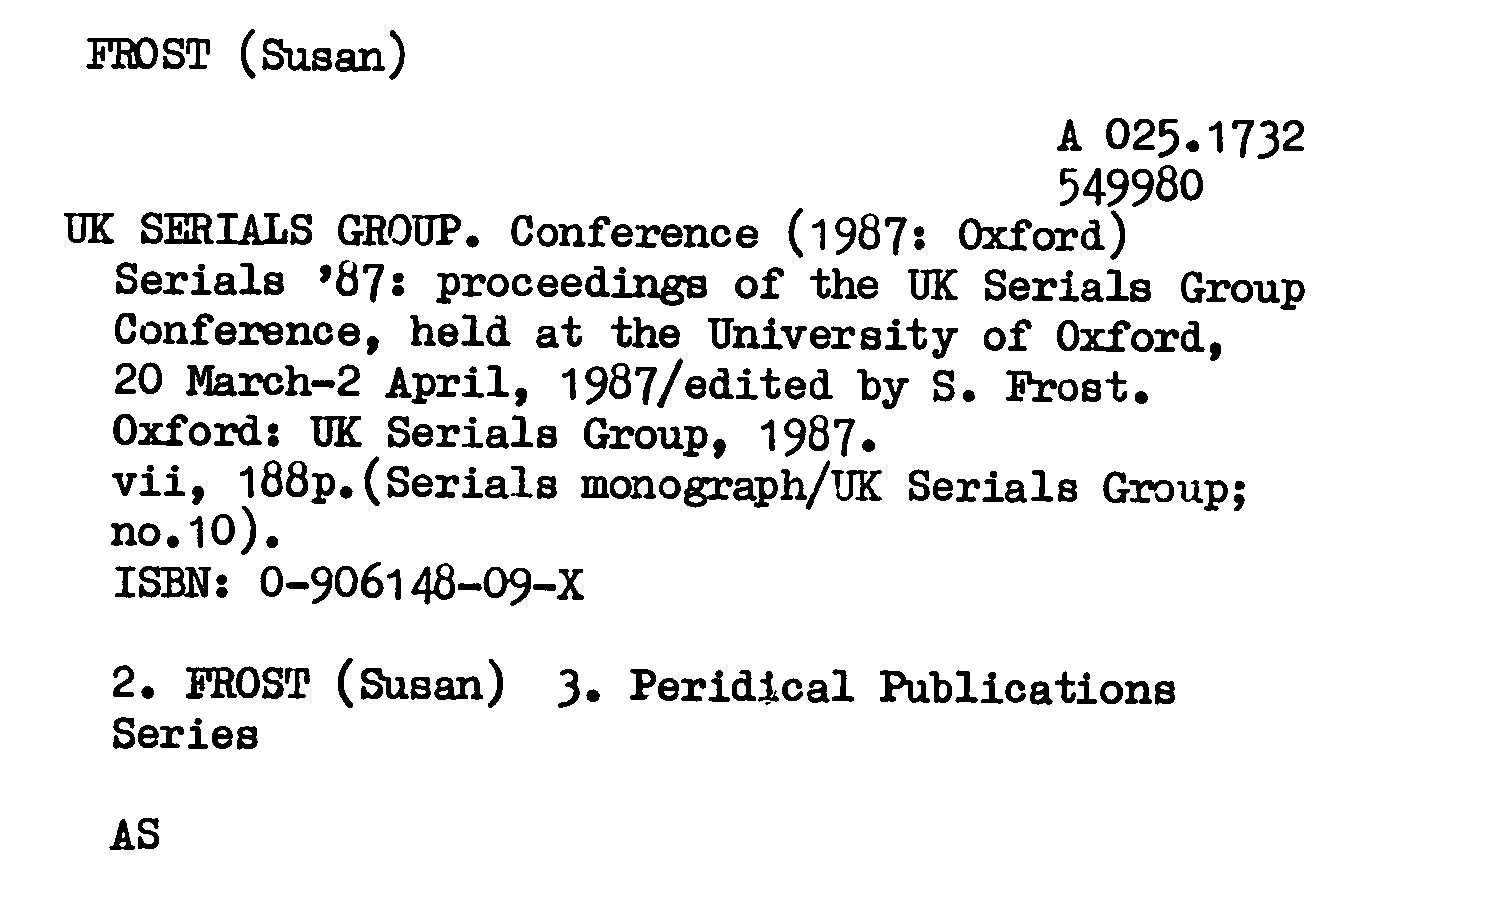 FROST (Susan)
A 025.1732
549980
UK SERIALS GROUP. Conference (1987: Oxford)
Serials '87: proceedings of the UK Serials Group
Conference, held at the University of Oxford,
20 March-2 April, 1987/edited by S. Frost.
Oxford: UK Serials Group, 1987.
vii, 188p.(Serials monograph/UK Serials Group;
no.10).
ISBN: 0-906148-09-X
2. FROST (Susan) 3. Peridical Publications
Series
AS